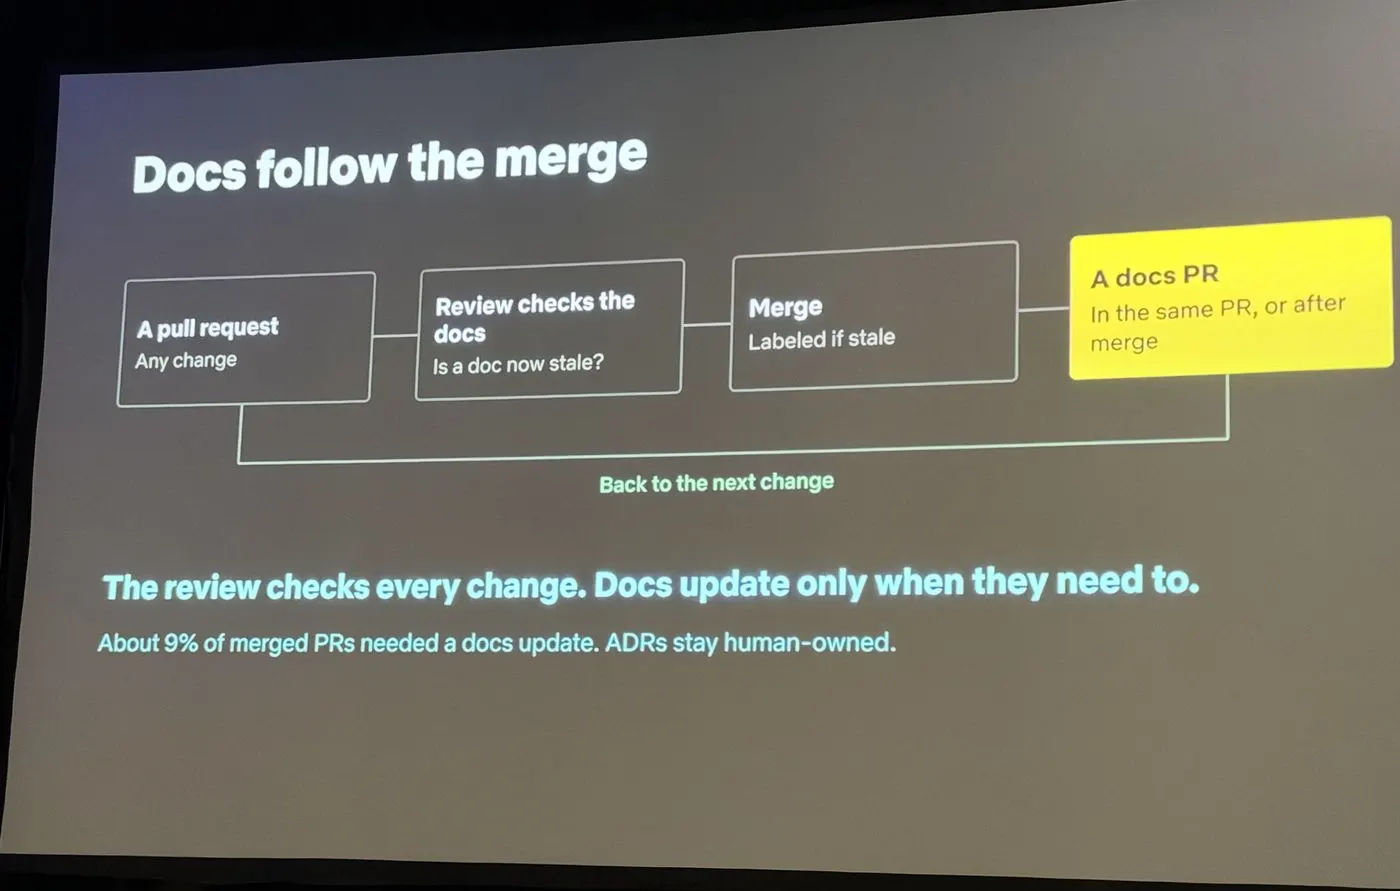 Docs follow the merge
A pull request
Any change
Review checks the
docs
Is a doc now stale?
Merge
Labeled if stale
A docs PR
In the same PR, or after
merge
Back to the next change
The review checks every change. Docs update only when they need to.
About 9% of merged PRs needed a docs update. ADRs stay human-owned.